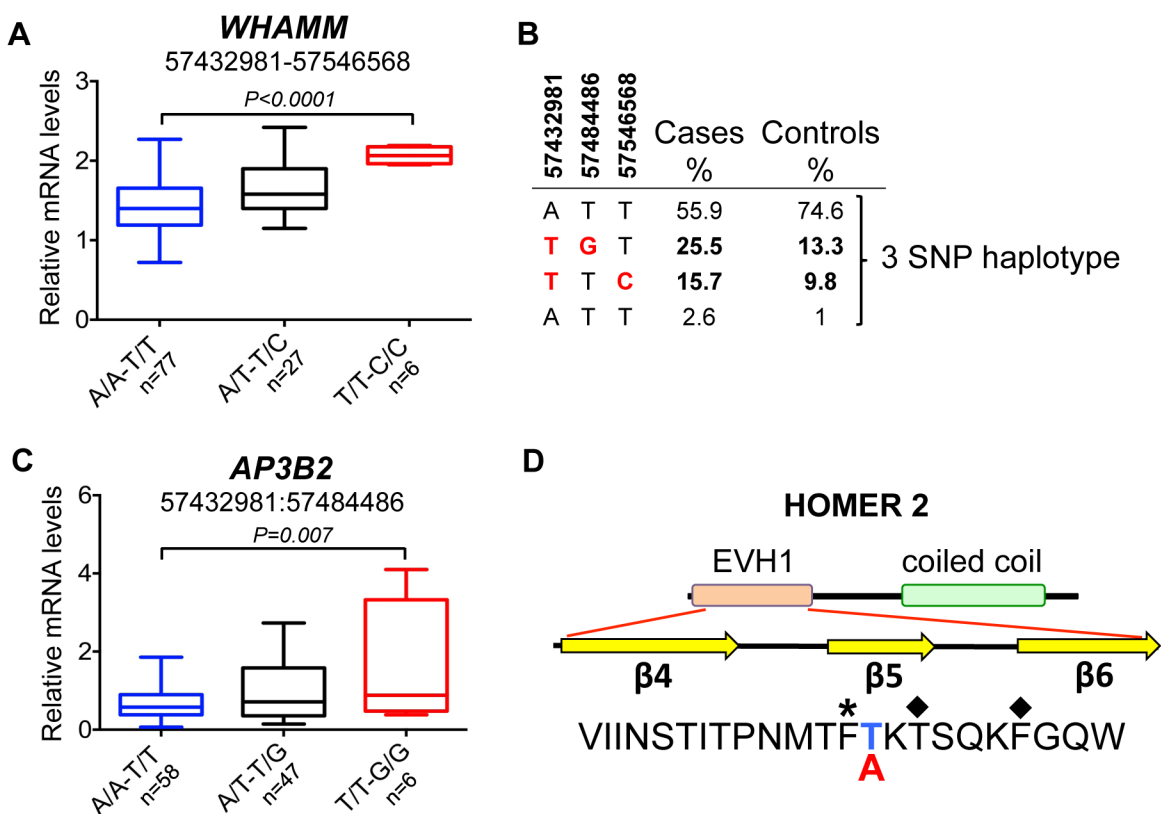 A
WHAMM
57432981-57546568
P<0.0001
Relative mRNA levels
3
2
1
0
A/A-T/T
n=77
A/T-T/C
n=27
T/T-C/C
n=6
B
57432981 57484486 57546568 Cases % Controls %
A T T 55.9 74.6
T G T 25.5 13.3
T T C 15.7 9.8
A T T 2.6 1
3 SNP haplotype
C
AP3B2
57432981:57484486
P=0.007
Relative mRNA levels
6
4
2
0
A/A-T/T
n=58
A/T-T/G
n=47
T/T-G/G
n=6
D
HOMER 2
EVH1 coiled coil
β4 β5 β6
* ◆ ◆
VIINSTITPNMTFTKTSQKFGQW
A